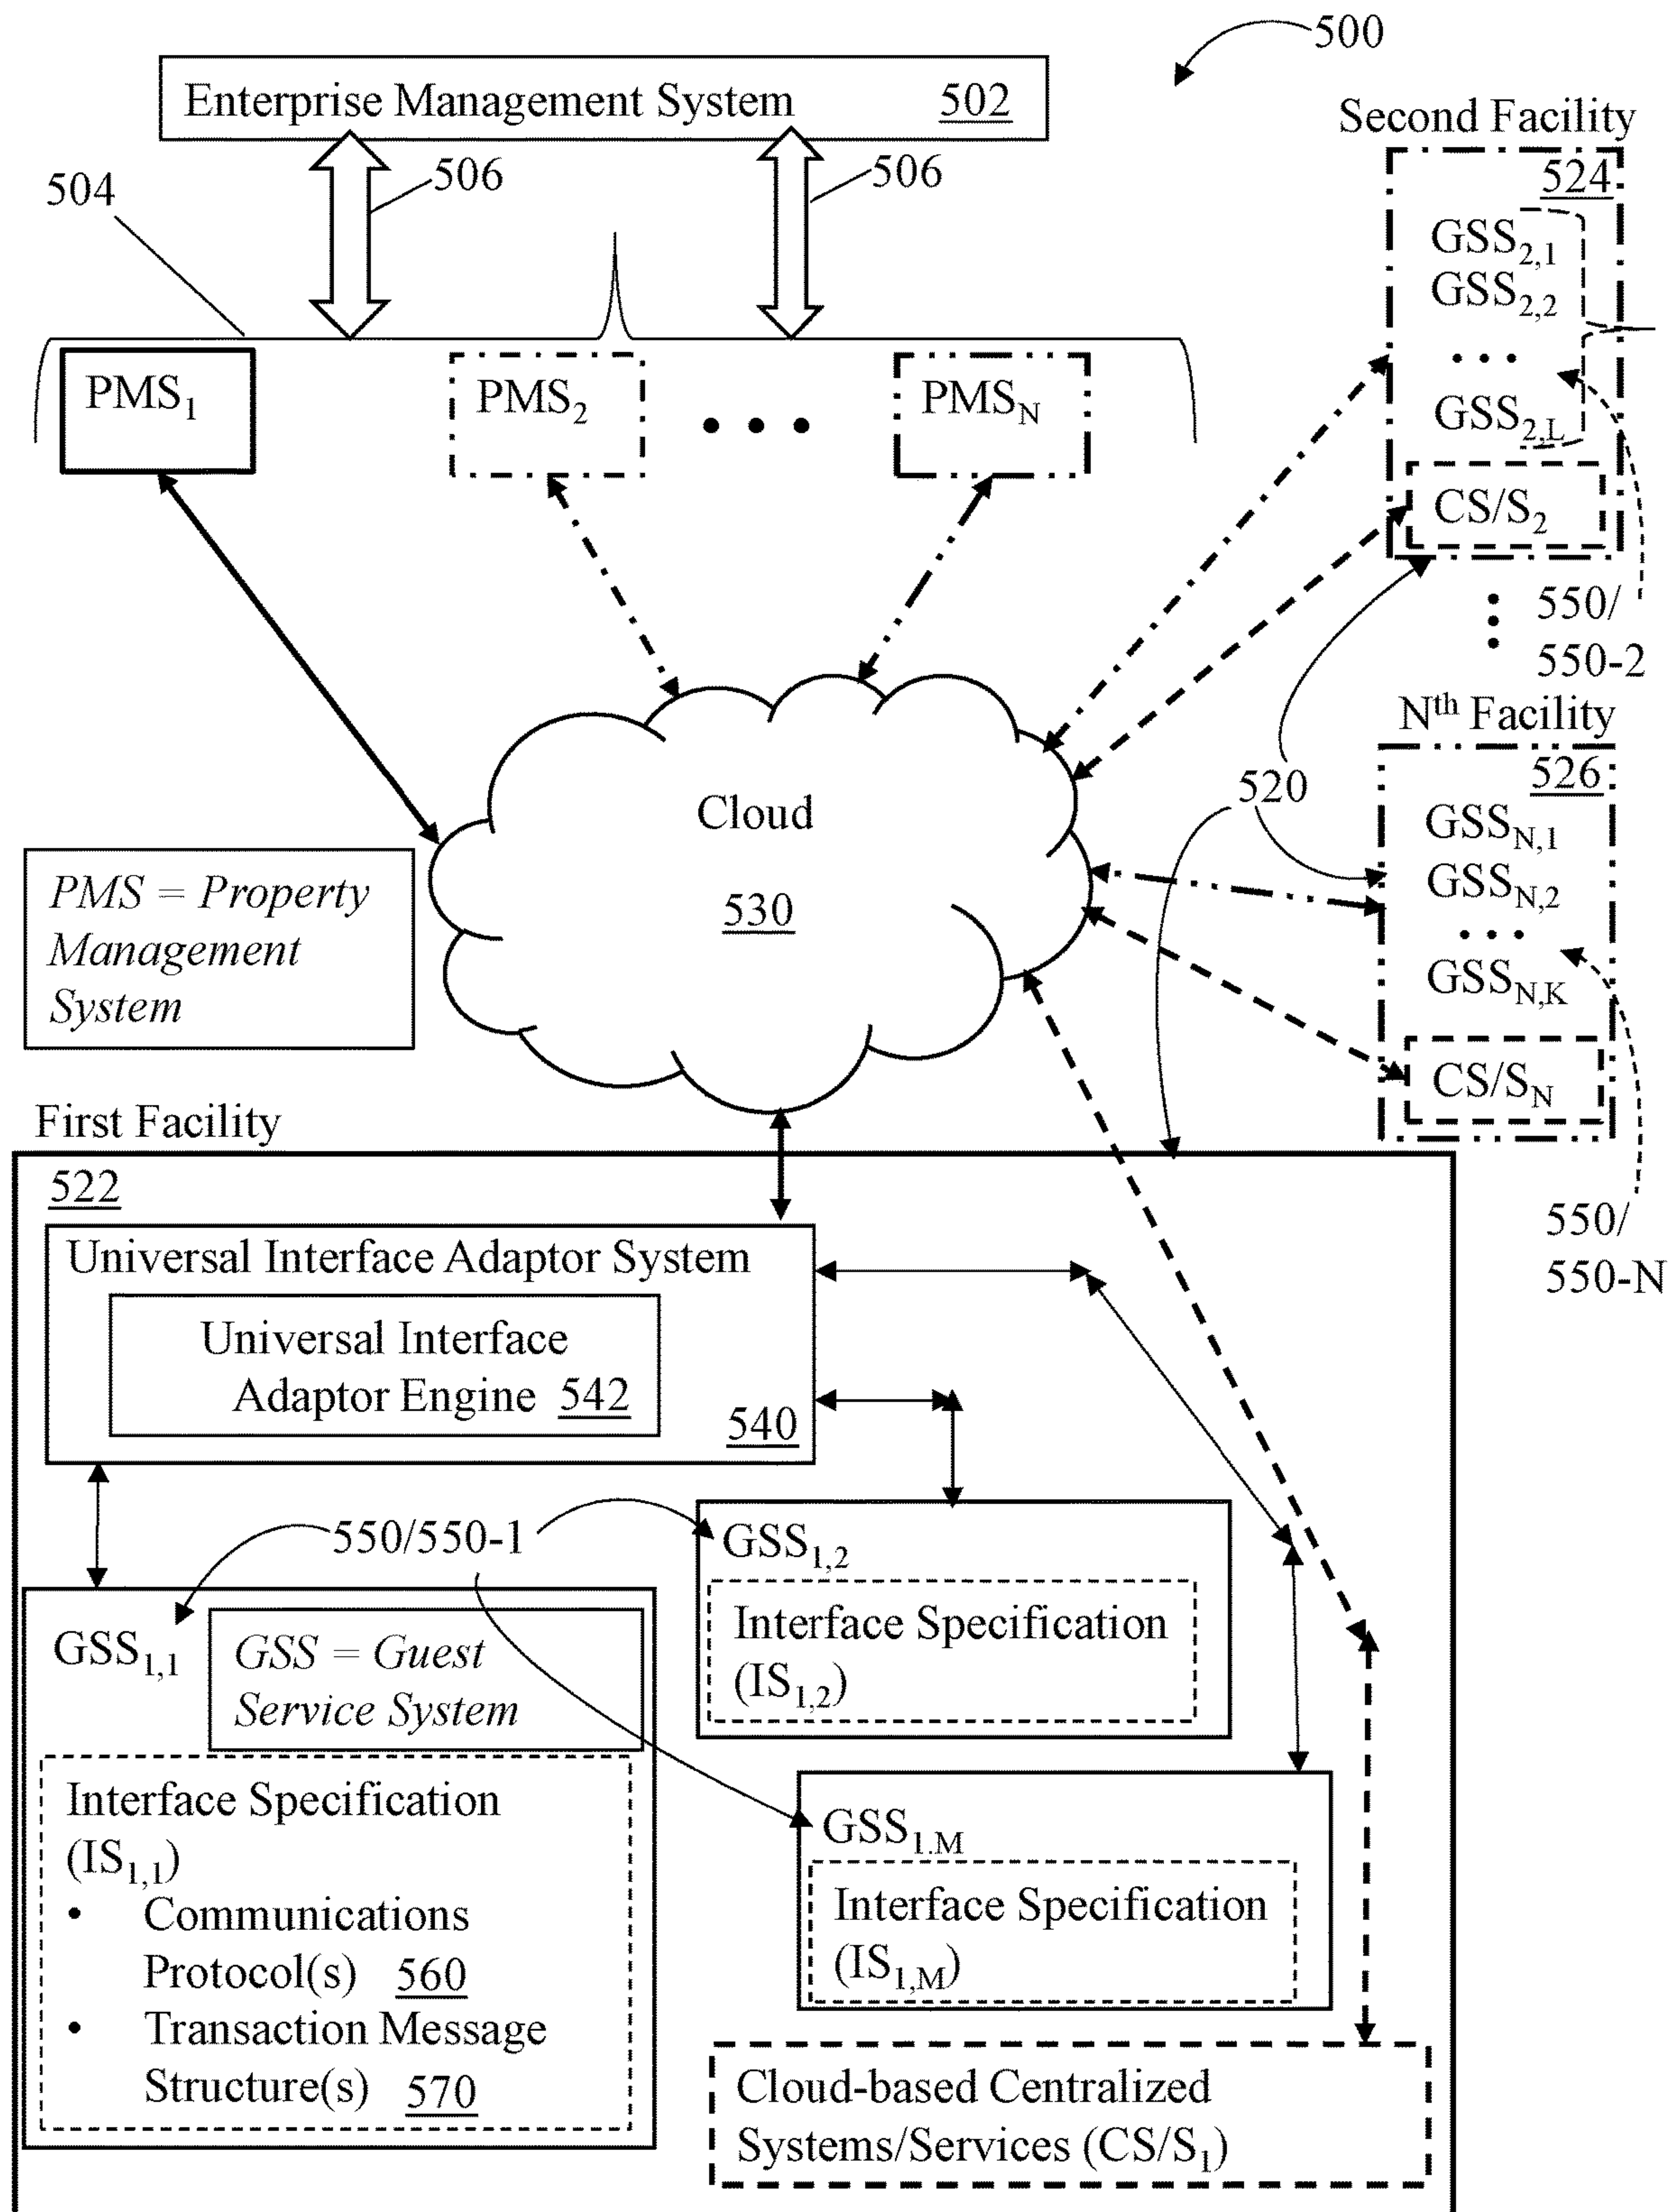 500
Enterprise Management System 502
506
506
504
PMS1
PMS2
• • •
PMSN
Second Facility
524
GSS2,1
GSS2,2
• • •
GSS2,L
CS/S2
550/
550-2
Nth Facility
526
GSSN,1
GSSN,2
• • •
GSSN,K
CS/SN
550/
550-N
520
Cloud
530
PMS = Property
Management
System
First Facility
522
Universal Interface Adaptor System
Universal Interface
Adaptor Engine 542
540
550/550-1
GSS1,1
GSS = Guest
Service System
Interface Specification
(IS1,1)
• Communications
Protocol(s) 560
• Transaction Message
Structure(s) 570
GSS1,2
Interface Specification
(IS1,2)
GSS1.M
Interface Specification
(IS1,M)
Cloud-based Centralized
Systems/Services (CS/S1)